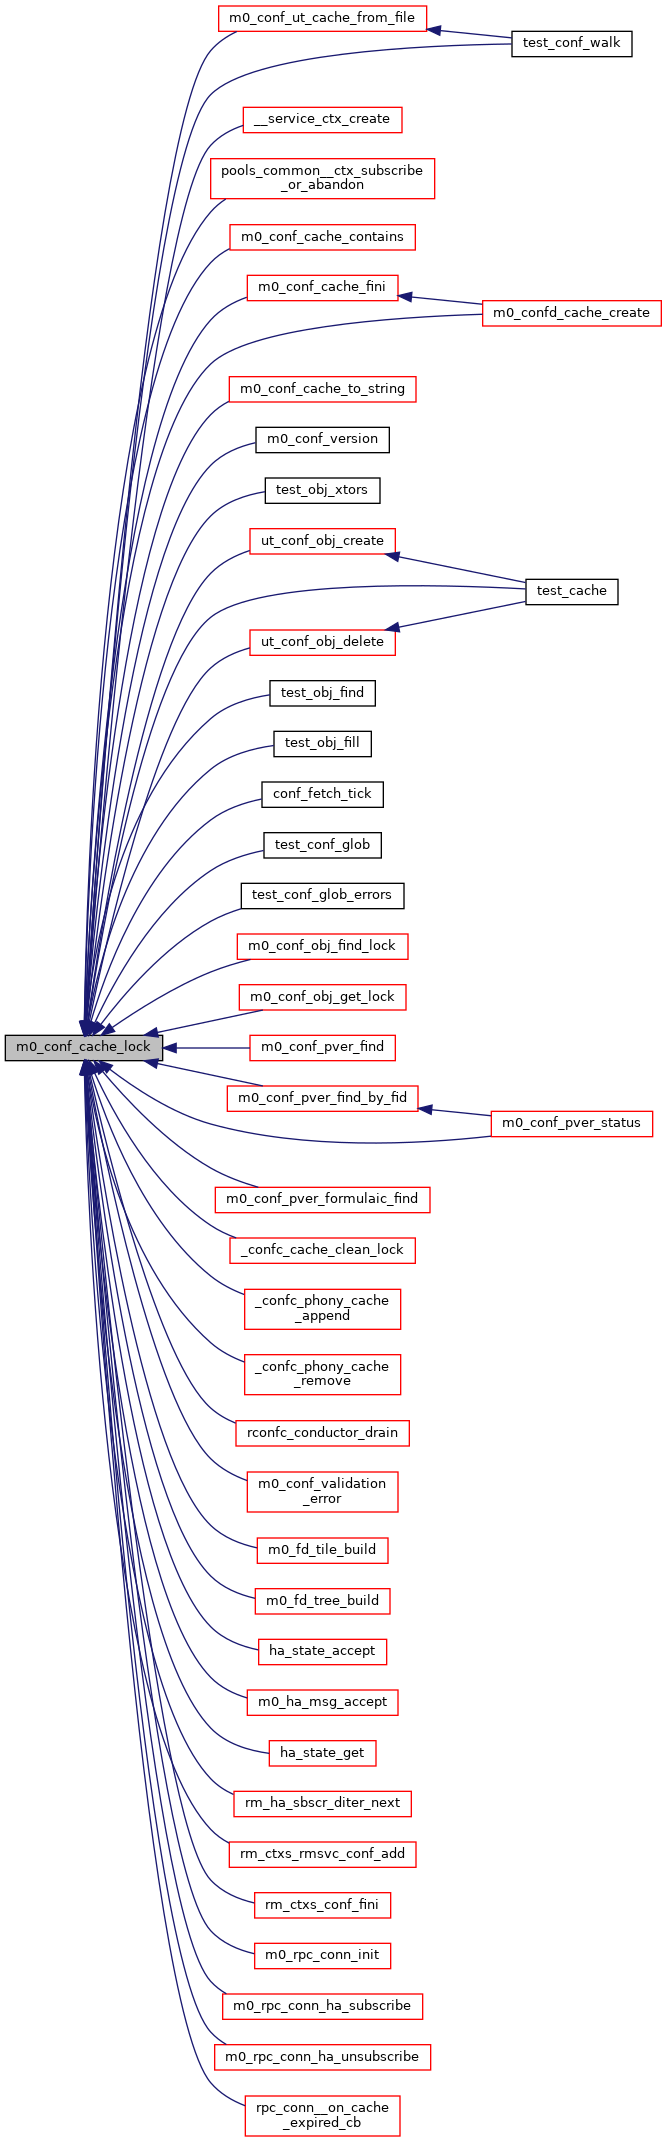 m0_conf_ut_cache_from_file
test_conf_walk
__service_ctx_create
pools_common__ctx_subscribe
_or_abandon
m0_conf_cache_contains
m0_conf_cache_fini
m0_confd_cache_create
m0_conf_cache_to_string
m0_conf_version
test_obj_xtors
ut_conf_obj_create
test_cache
ut_conf_obj_delete
test_obj_find
test_obj_fill
conf_fetch_tick
test_conf_glob
test_conf_glob_errors
m0_conf_obj_find_lock
m0_conf_obj_get_lock
m0_conf_cache_lock
m0_conf_pver_find
m0_conf_pver_find_by_fid
m0_conf_pver_status
m0_conf_pver_formulaic_find
_confc_cache_clean_lock
_confc_phony_cache
_append
_confc_phony_cache
_remove
rconfc_conductor_drain
m0_conf_validation
_error
m0_fd_tile_build
m0_fd_tree_build
ha_state_accept
m0_ha_msg_accept
ha_state_get
rm_ha_sbscr_diter_next
rm_ctxs_rmsvc_conf_add
rm_ctxs_conf_fini
m0_rpc_conn_init
m0_rpc_conn_ha_subscribe
m0_rpc_conn_ha_unsubscribe
rpc_conn__on_cache
_expired_cb